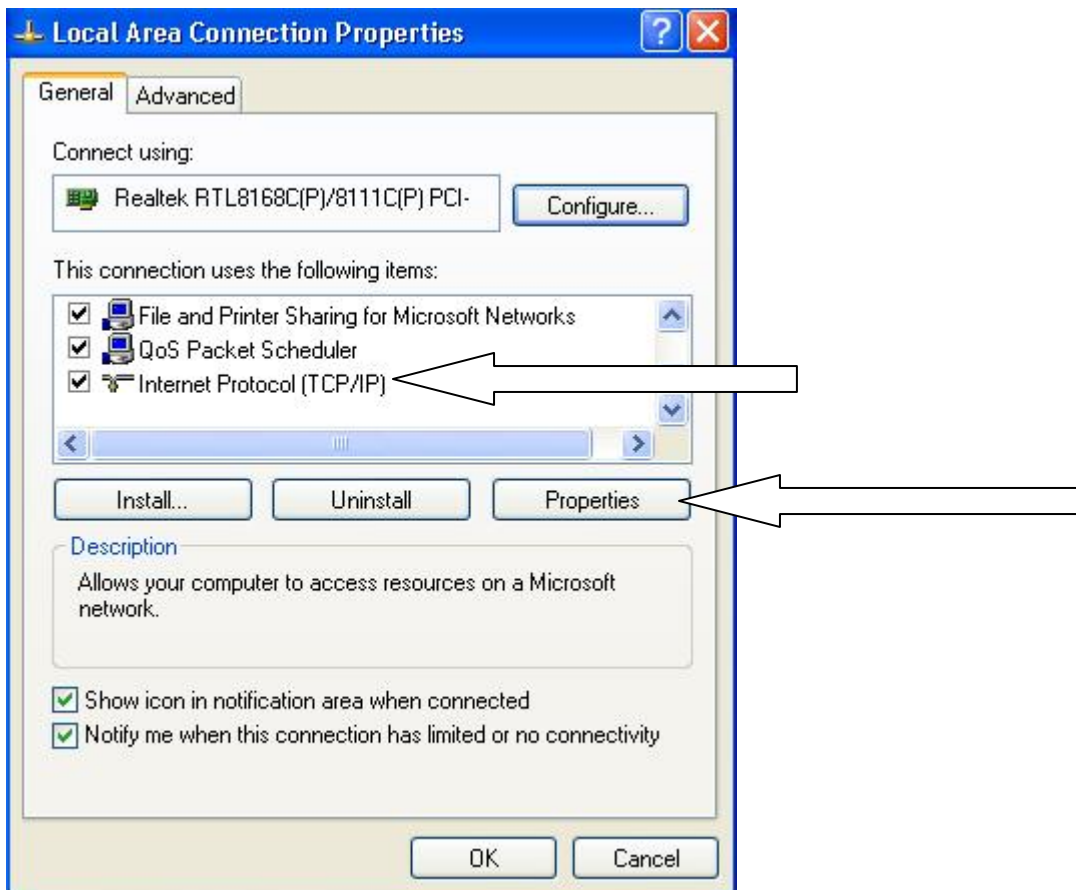 Local Area Connection Properties
General Advanced
Connect using:
Realtek RTL8168C(P)/8111C(P) PCI-
Configure...
This connection uses the following items:
File and Printer Sharing for Microsoft Networks
QoS Packet Scheduler
Internet Protocol (TCP/IP)
Install... Uninstall Properties
Description
Allows your computer to access resources on a Microsoft
network.
Show icon in notification area when connected
Notify me when this connection has limited or no connectivity
OK Cancel